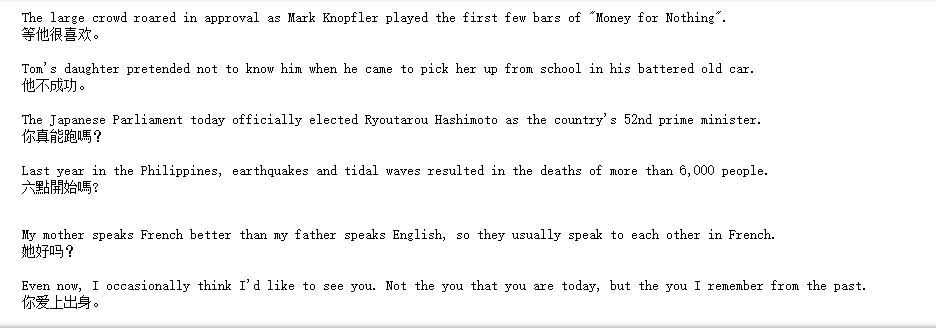 The large crowd roared in approval as Mark Knopfler played the first few bars of "Money for Nothing".
等他很喜欢。
Tom's daughter pretended not to know him when he came to pick her up from school in his battered old car.
他不成功。
The Japanese Parliament today officially elected Ryoutarou Hashimoto as the country's 52nd prime minister.
你真能跑嗎？
Last year in the Philippines, earthquakes and tidal waves resulted in the deaths of more than 6,000 people.
六點開始嗎?
My mother speaks French better than my father speaks English, so they usually speak to each other in French.
她好吗？
Even now, I occasionally think I'd like to see you. Not the you that you are today, but the you I remember from the past.
你爱上出身。